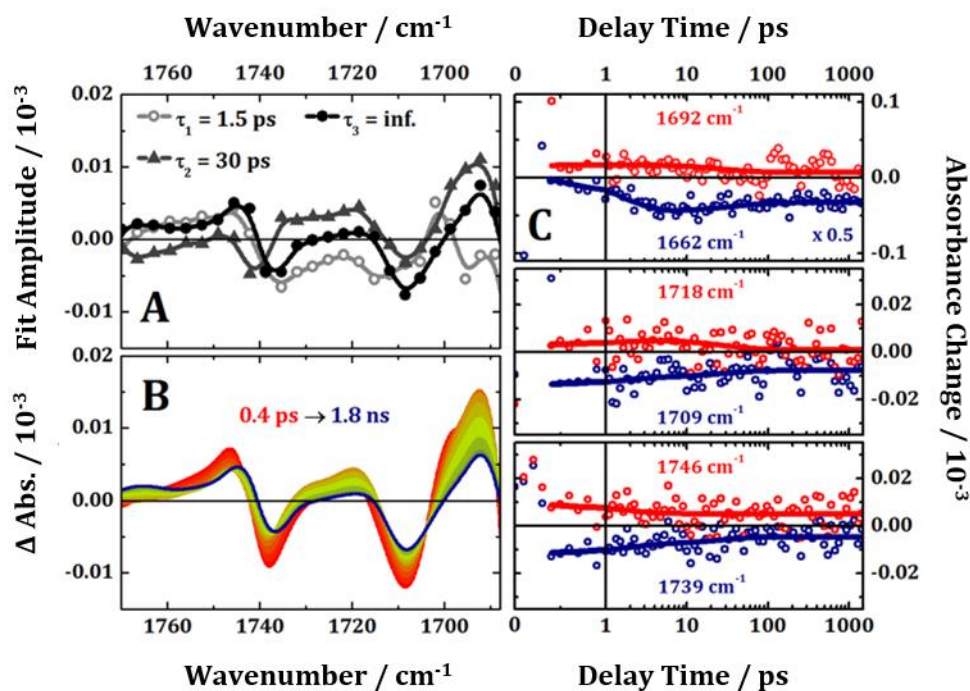 Wavenumber / cm⁻¹
Delay Time / ps
1760 1740 1720 1700
0 1 10 100 1000
Fit Amplitude / 10⁻³
0.02
0.01
0.00
-0.01
τ₁ = 1.5 ps
τ₃ = inf.
τ₂ = 30 ps
A
Δ Abs. / 10⁻³
0.02
0.01
0.00
-0.01
B
0.4 ps → 1.8 ns
1760 1740 1720 1700
Wavenumber / cm⁻¹
1692 cm⁻¹
C
1662 cm⁻¹
x 0.5
0.1
0.0
-0.1
1718 cm⁻¹
1709 cm⁻¹
0.02
0.00
-0.02
1746 cm⁻¹
1739 cm⁻¹
0.02
0.00
-0.02
Absorbance Change / 10⁻³
0 1 10 100 1000
Delay Time / ps